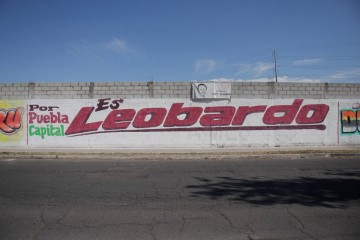 Por
Puebla
Capital
Es
Leobardo